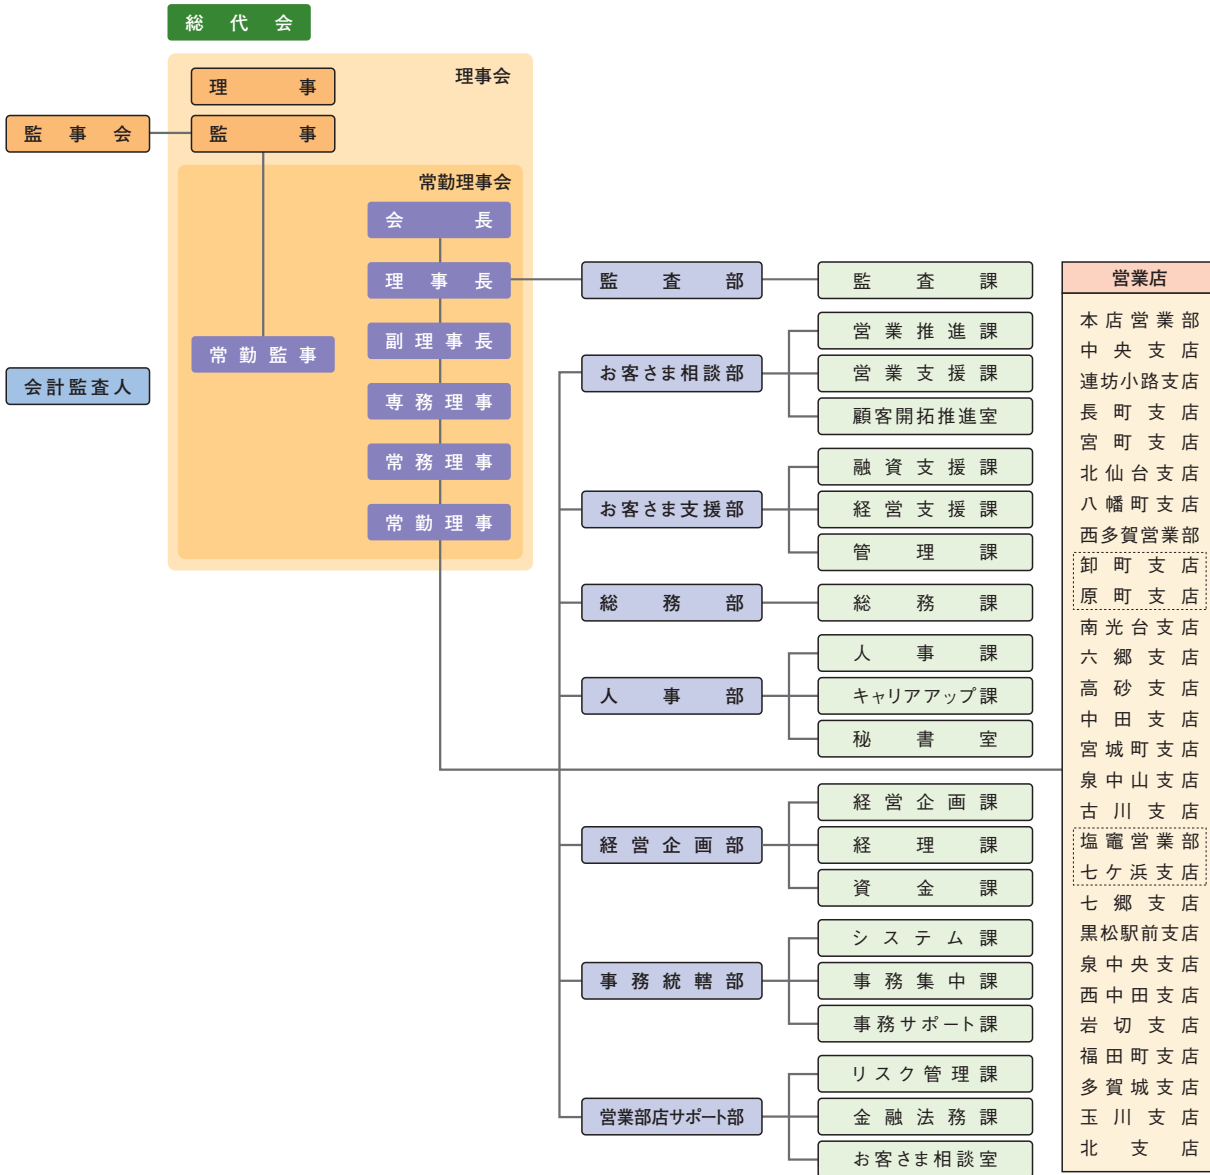 総代会
理事会
理事
監事会
監事
常勤理事会
会長
理事長
副理事長
常勤監事
専務理事
常務理事
常勤理事
会計監査人
監査部
監査課
お客さま相談部
営業推進課
営業支援課
顧客開拓推進室
お客さま支援部
融資支援課
経営支援課
管理課
総務部
総務課
人事部
人事課
キャリアアップ課
秘書室
経営企画部
経営企画課
経理課
資金課
事務統轄部
システム課
事務集中課
事務サポート課
営業部店サポート部
リスク管理課
金融法務課
お客さま相談室
営業店
本店営業部
中央支店
連坊小路支店
長町支店
宮町支店
北仙台支店
八幡町支店
西多賀営業部
卸町支店
原町支店
南光台支店
六郷支店
高砂支店
中田支店
宮城町支店
泉中山支店
古川支店
塩竈営業部
七ケ浜支店
七郷支店
黒松駅前支店
泉中央支店
西中田支店
岩切支店
福田町支店
多賀城支店
玉川支店
北支店